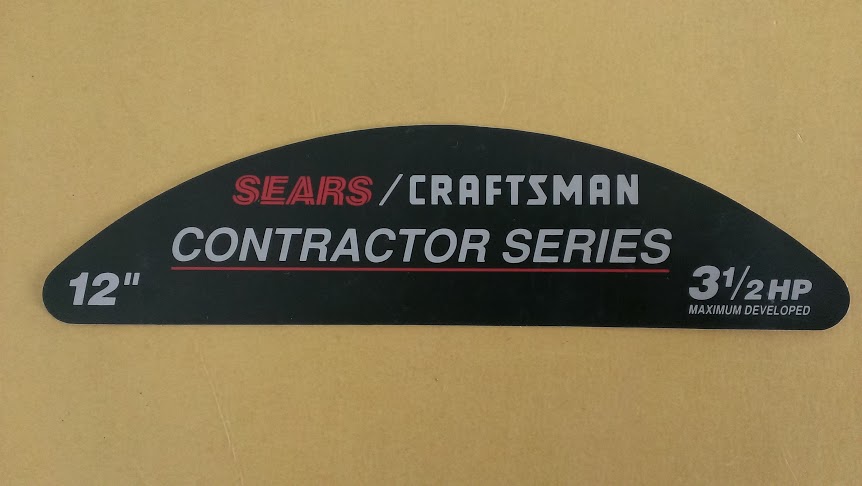 SEARS / CRAFTSMAN
CONTRACTOR SERIES
12"
3 1/2 HP
MAXIMUM DEVELOPED